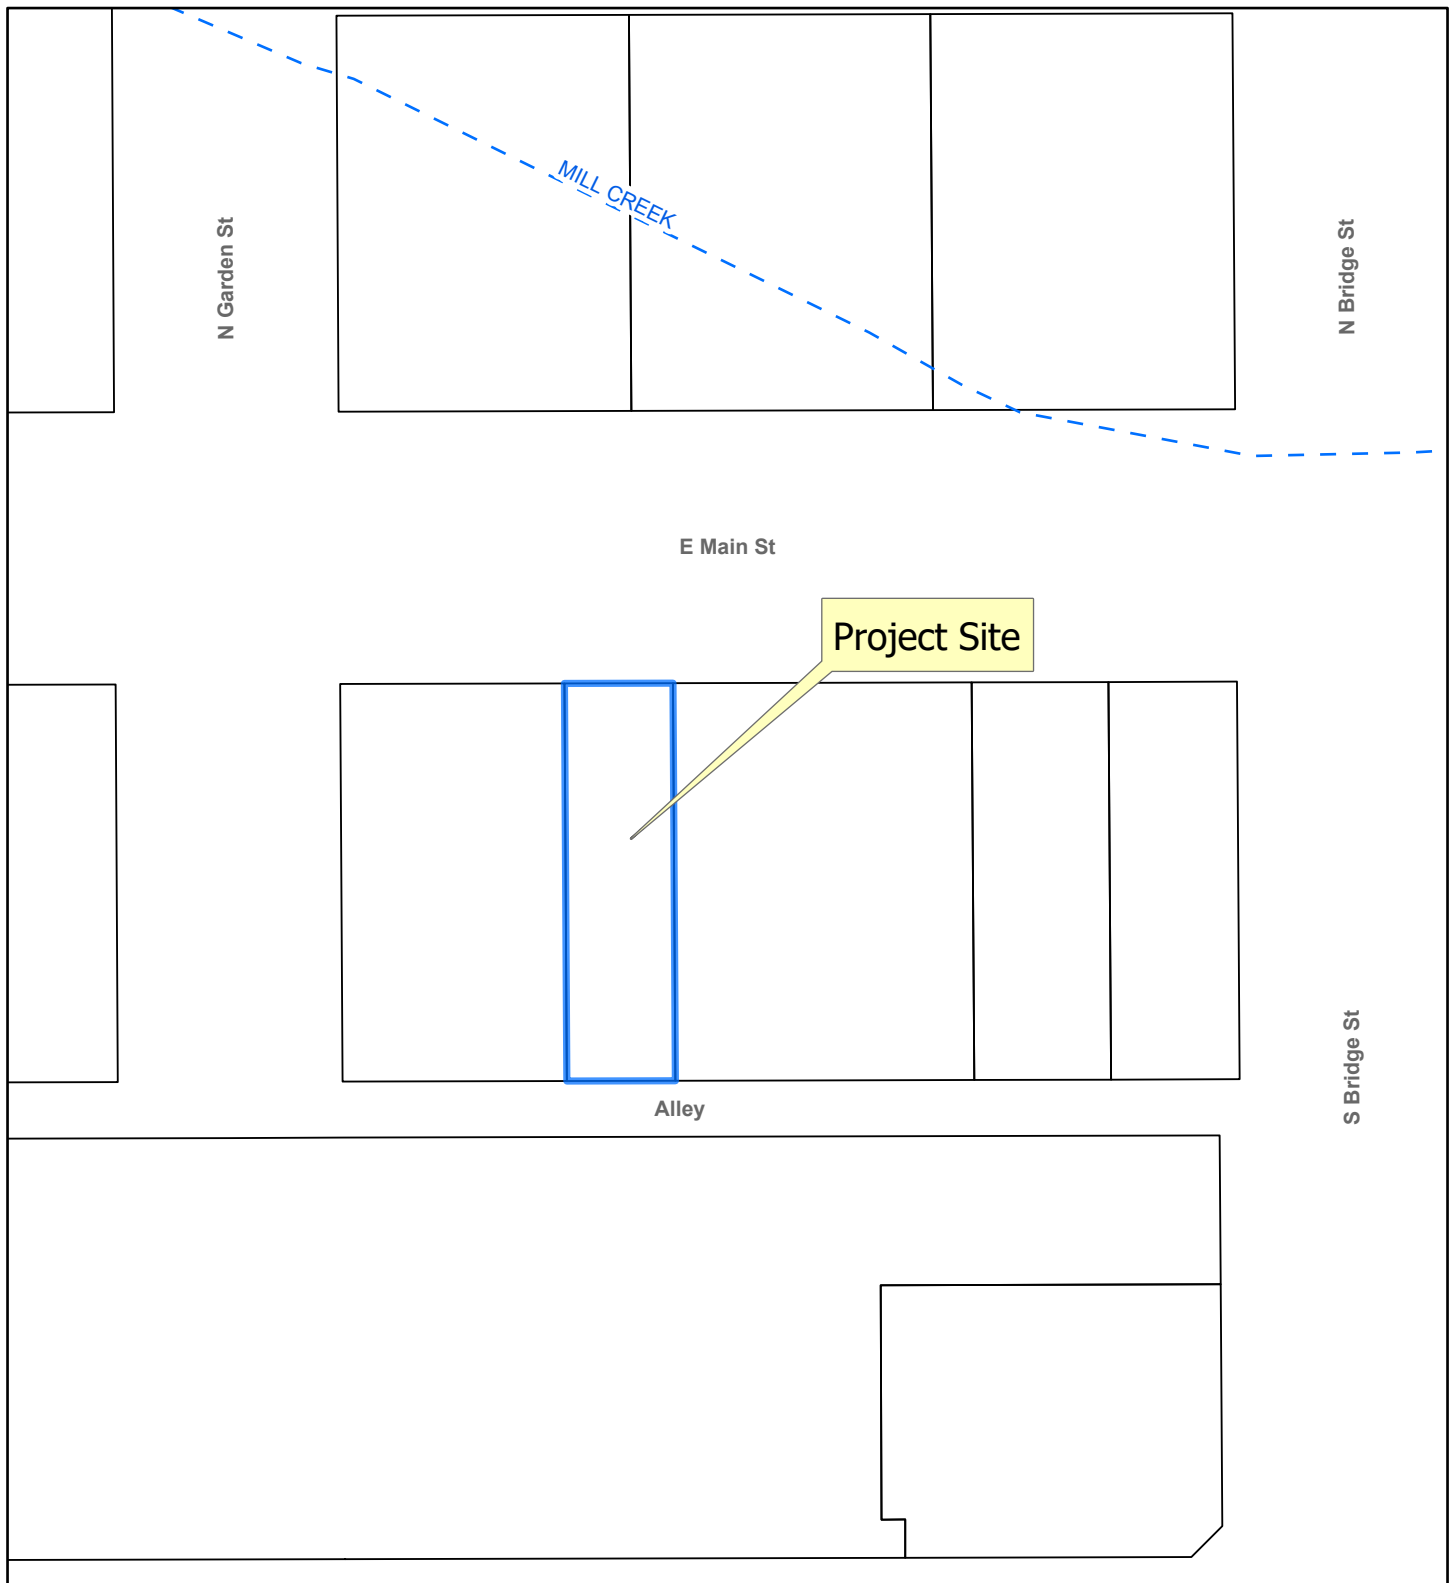 MILL CREEK
N Garden St
N Bridge St
E Main St
Project Site
S Bridge St
Alley